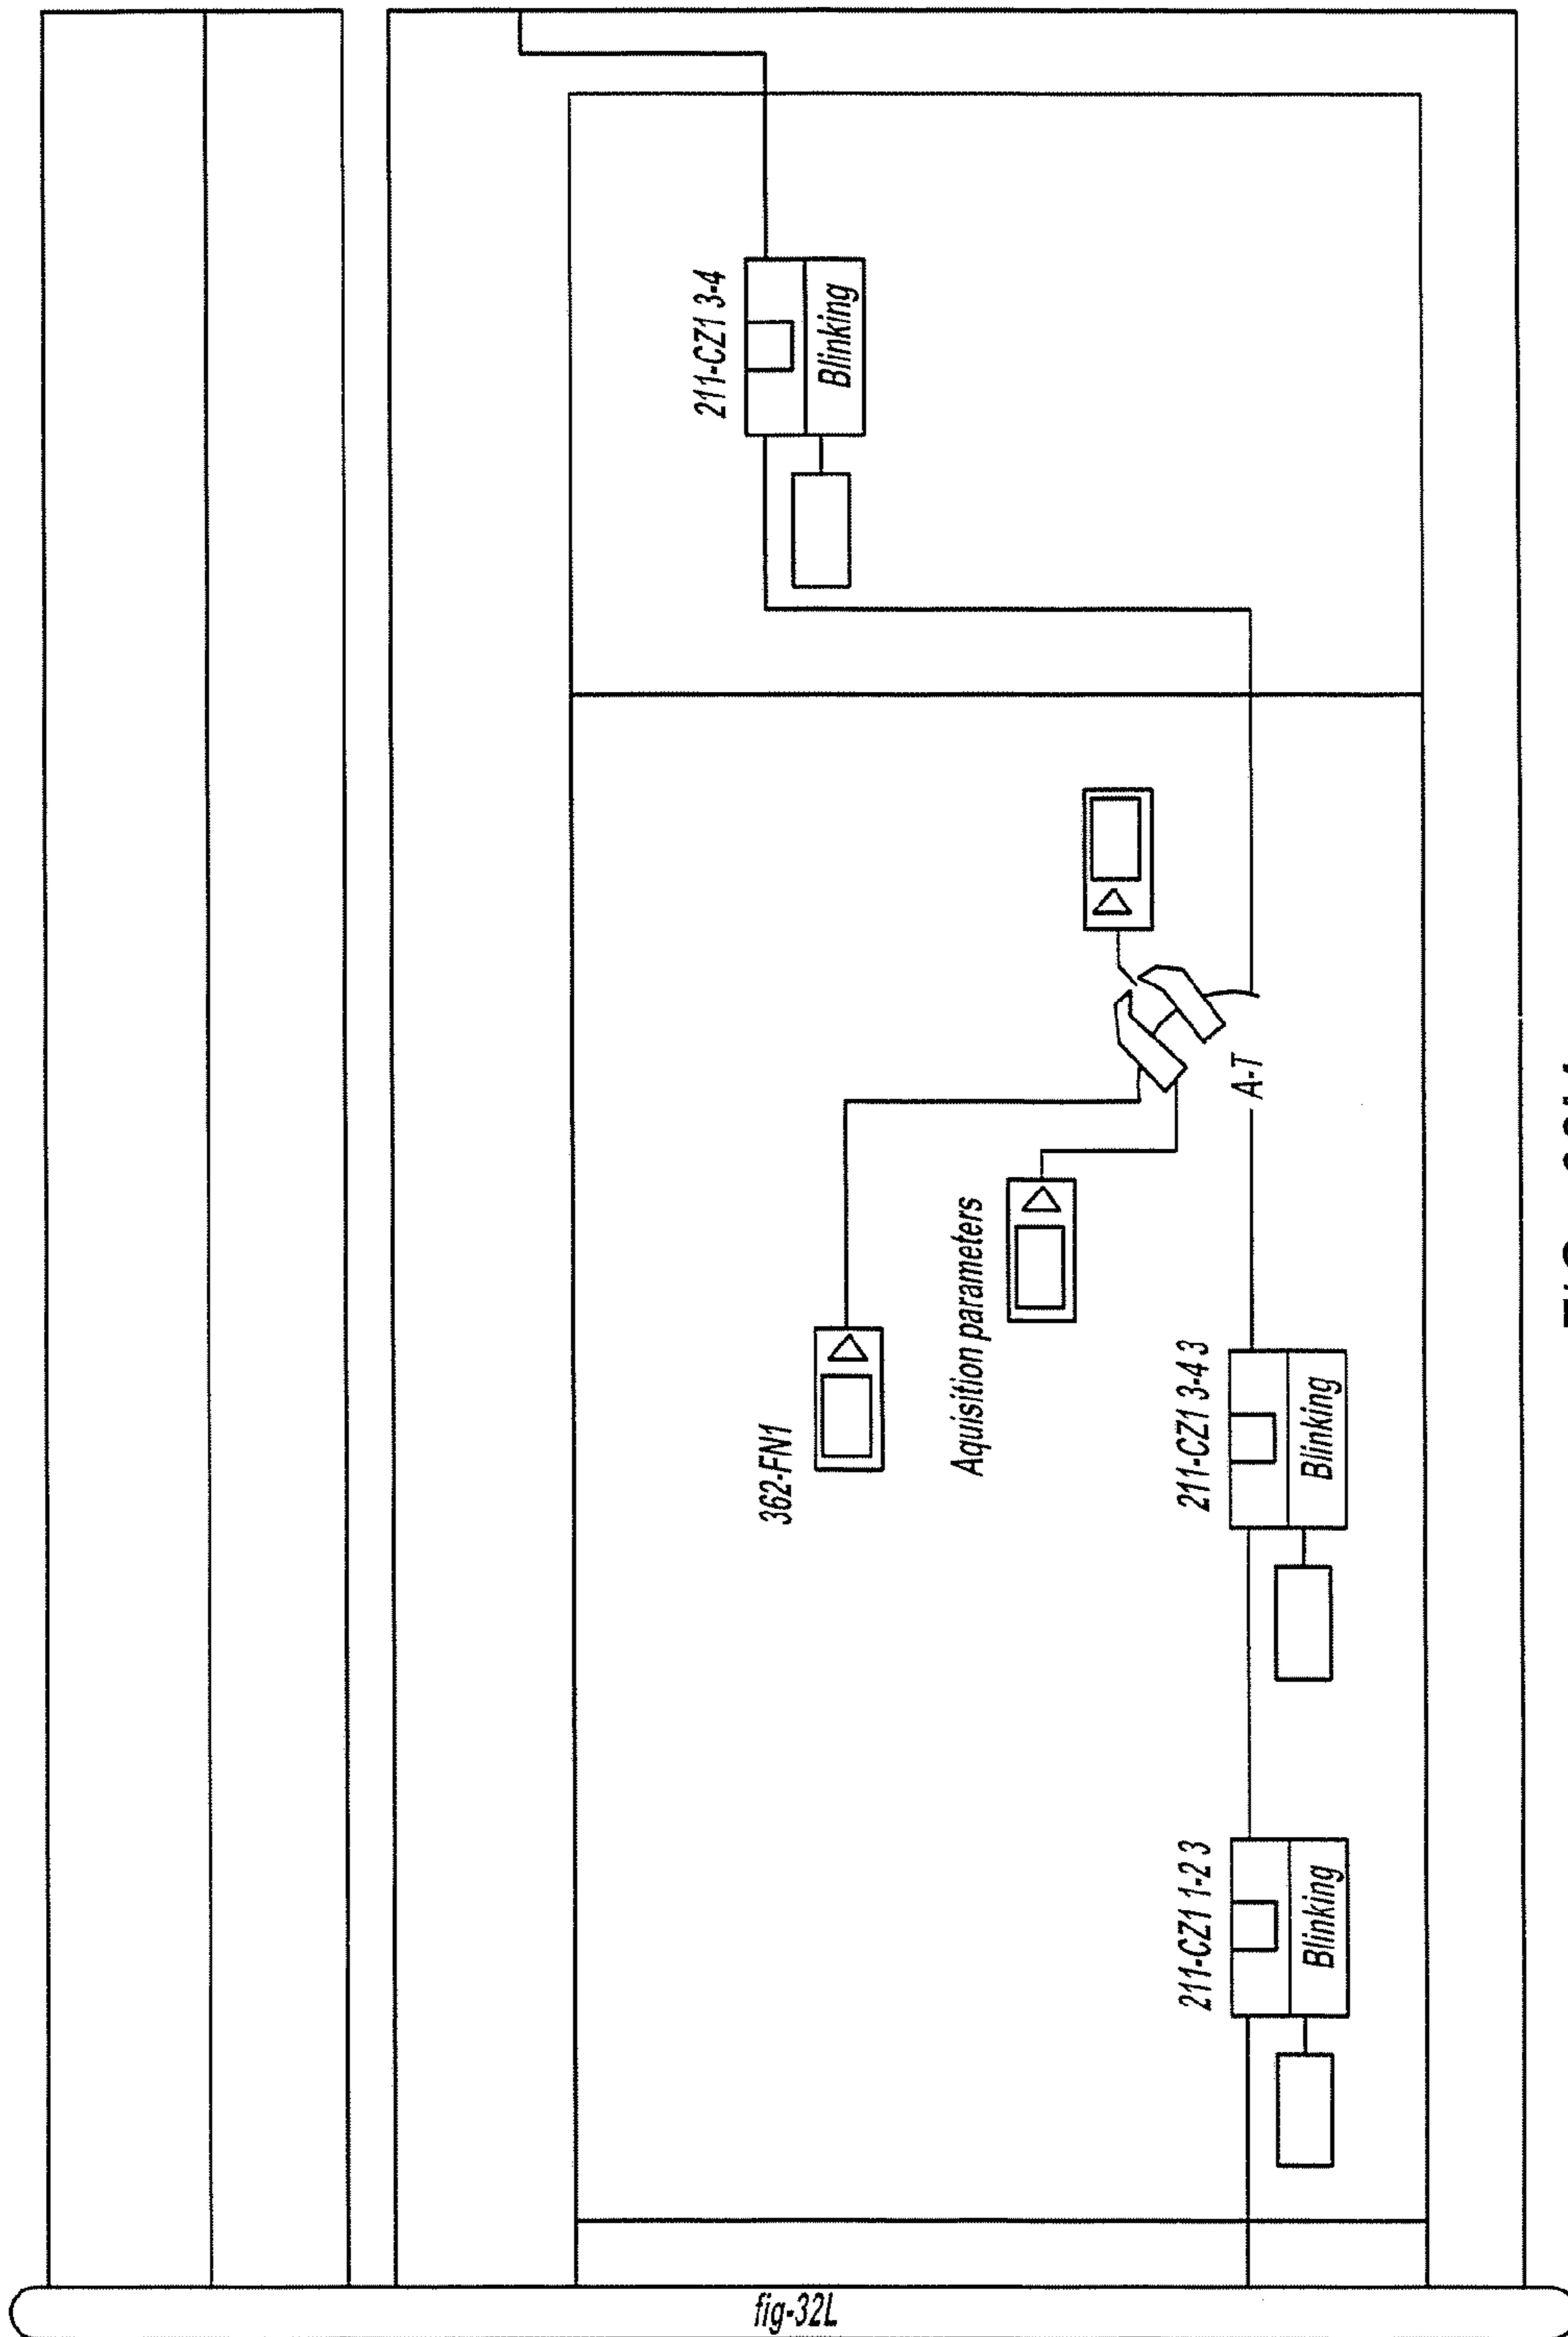 211-CZ1 3-4
Blinking
362-FN1
Aquisition parameters
A-T
211-CZ1 3-4 3
Blinking
211-CZ1 1-2 3
Blinking
fig-32L